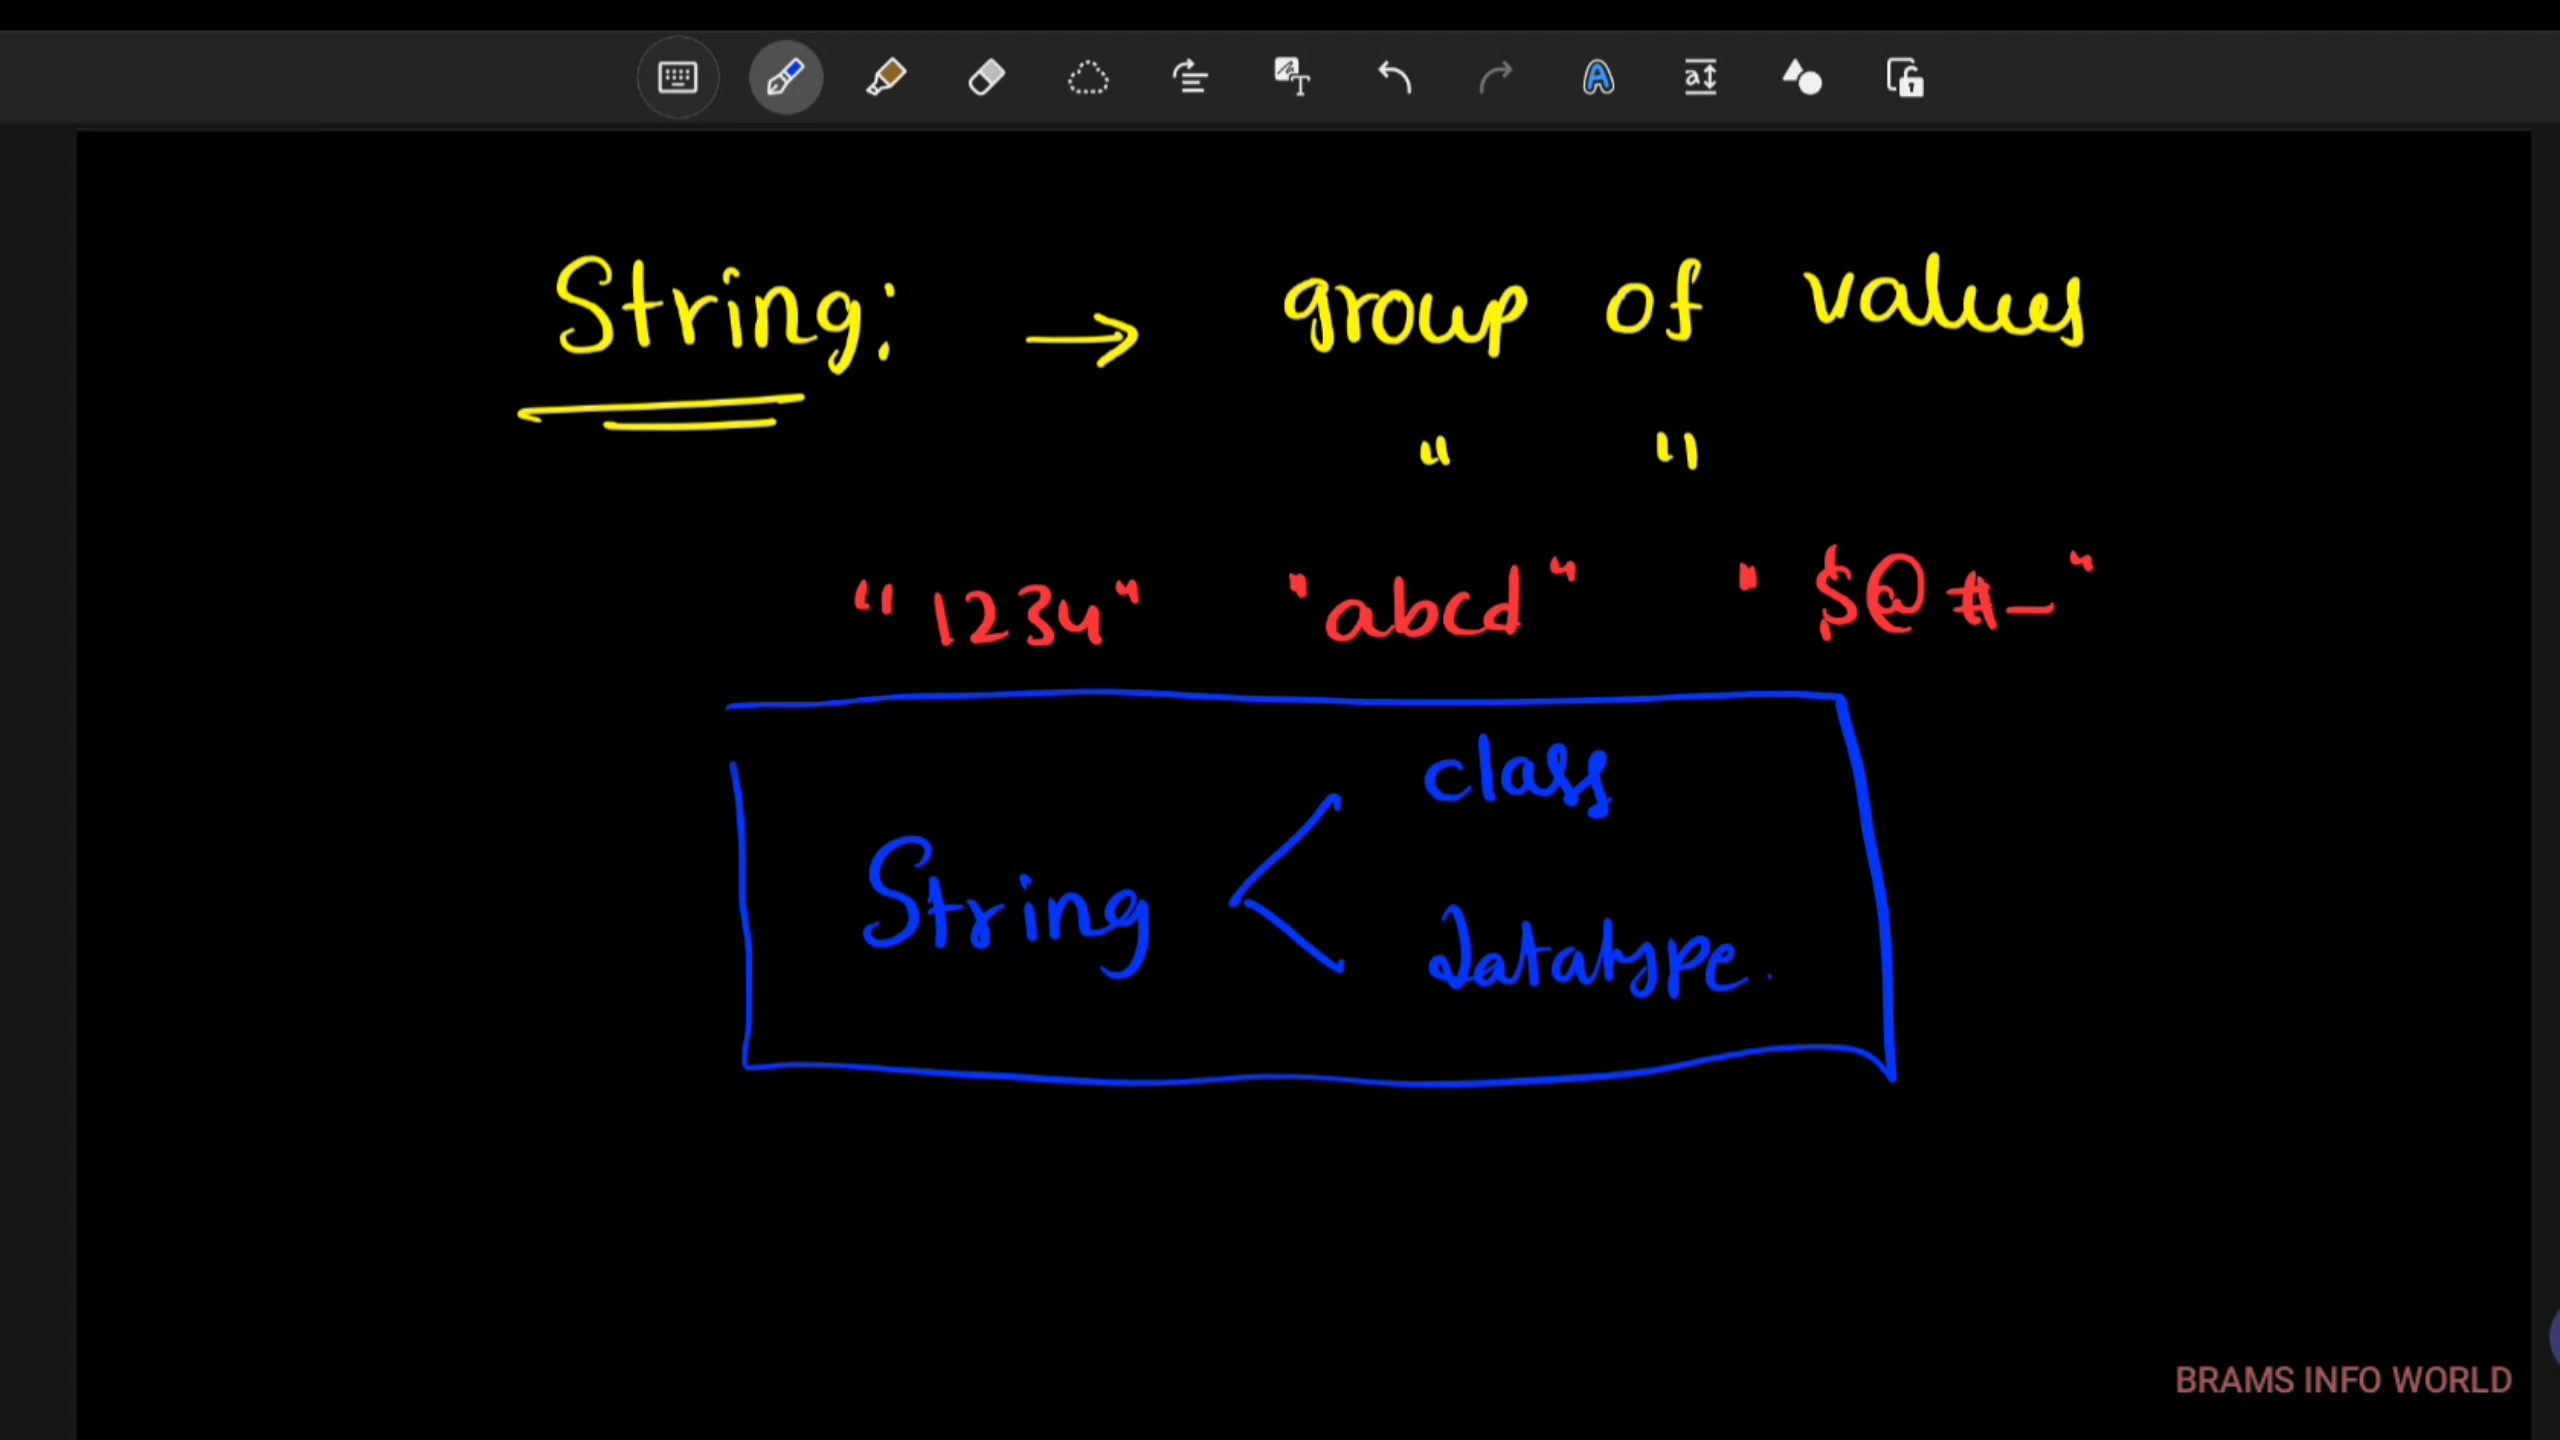 String: → group of values
" "
"1234" "abcd" "$@#_"
class
String
Datatype.
BRAMS INFO WORLD